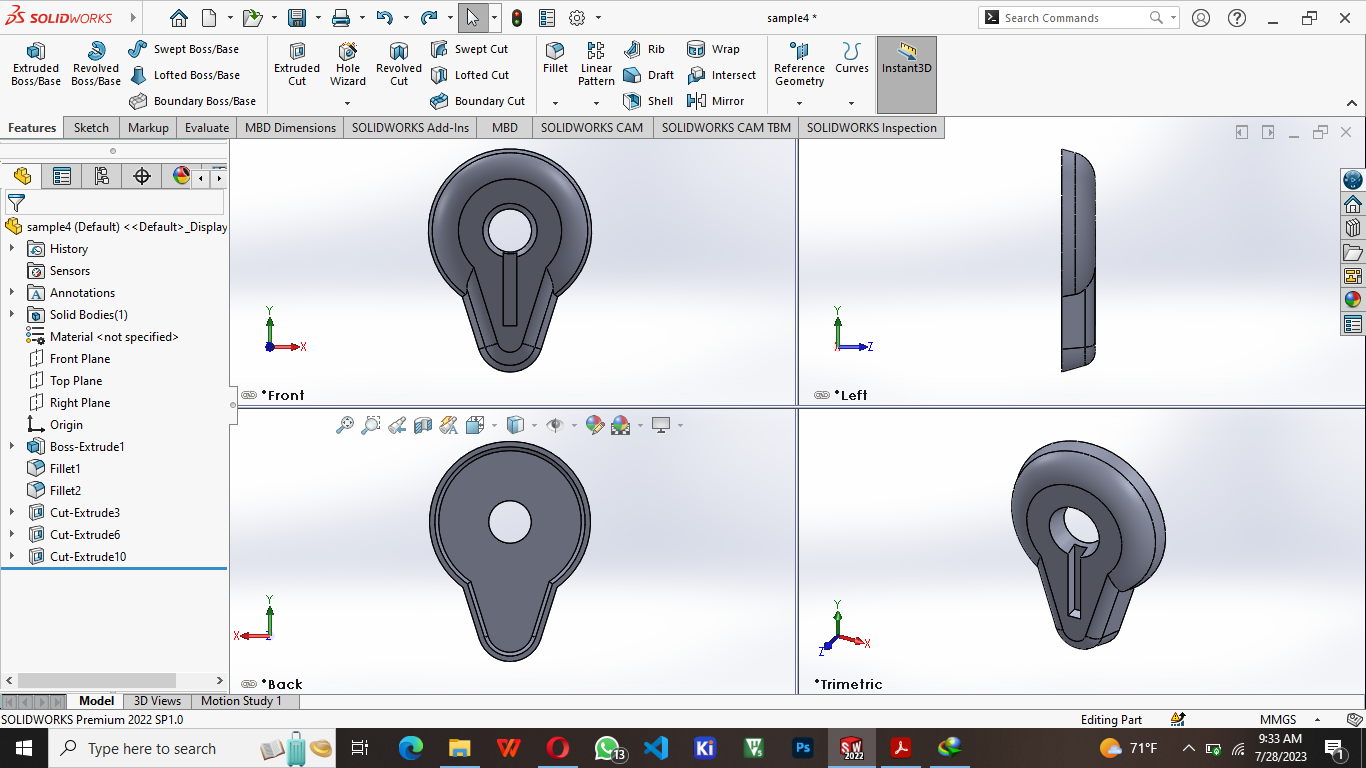 SOLIDWORKS
sample4 *
Search Commands
Extruded Boss/Base
Revolved Boss/Base
Swept Boss/Base
Lofted Boss/Base
Boundary Boss/Base
Extruded Cut
Hole Wizard
Revolved Cut
Swept Cut
Lofted Cut
Boundary Cut
Fillet
Linear Pattern
Rib
Draft
Shell
Wrap
Intersect
Mirror
Reference Geometry
Curves
Instant3D
Features
Sketch
Markup
Evaluate
MBD Dimensions
SOLIDWORKS Add-Ins
MBD
SOLIDWORKS CAM
SOLIDWORKS CAM TBM
SOLIDWORKS Inspection
sample4 (Default) <<Default>_Display
History
Sensors
Annotations
Solid Bodies(1)
Material <not specified>
Front Plane
Top Plane
Right Plane
Origin
Boss-Extrude1
Fillet1
Fillet2
Cut-Extrude3
Cut-Extrude6
Cut-Extrude10
Y
X
*Front
Y
Z
*Left
Y
X
*Back
Y
X
Z
*Trimetric
Model
3D Views
Motion Study 1
SOLIDWORKS Premium 2022 SP1.0
Editing Part
MMGS
Type here to search
13
Ki
Ps
SW
2022
71°F
9:33 AM
7/28/2023
1